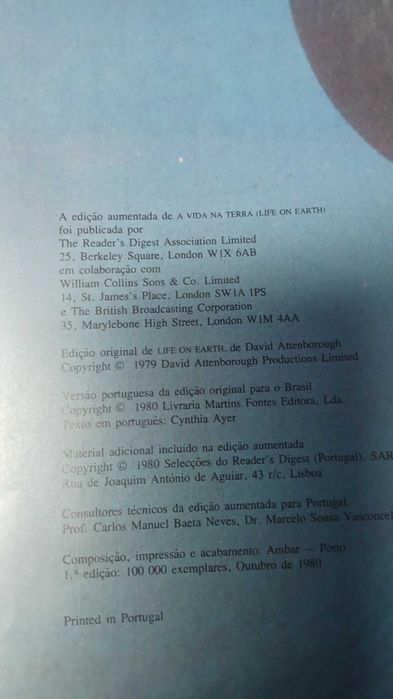 A edição aumentada de A VIDA NA TERRA (LIFE ON EARTH)
foi publicada por
The Reader's Digest Association Limited
25, Berkeley Square, London W1X 6AB
em colaboração com
William Collins Sons & Co. Limited
14, St. James's Place, London SW1A 1PS
e The British Broadcasting Corporation
35, Marylebone High Street, London W1M 4AA
Edição original de LIFE ON EARTH, de David Attenborough
Copyright © 1979 David Attenborough Productions Limited
Versão portuguesa da edição original para o Brasil
Copyright © 1980 Livraria Martins Fontes Editora, Lda.
Texto em português: Cynthia Ayer
Material adicional incluído na edição aumentada
Copyright © 1980 Selecções do Reader's Digest (Portugal), SAR
Rua de Joaquim António de Aguiar, 43 r/c, Lisboa
Consultores técnicos da edição aumentada para Portugal:
Prof. Carlos Manuel Baeta Neves, Dr. Marcelo Sousa Vasconcel
Composição, impressão e acabamento: Ambar — Porto
1.ª edição: 100 000 exemplares, Outubro de 1980
Printed in Portugal